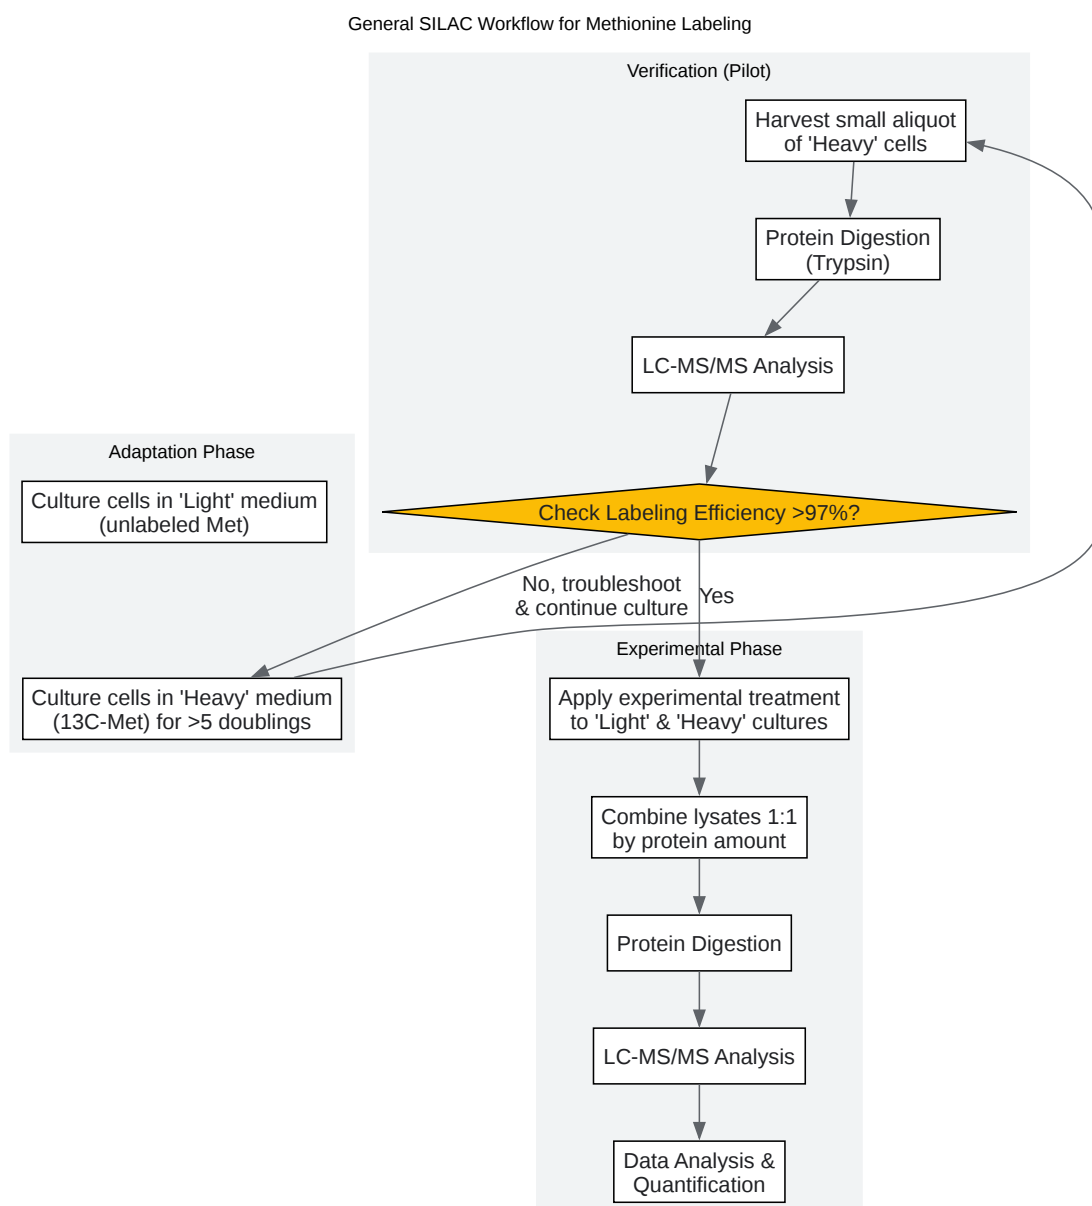 General SILAC Workflow for Methionine Labeling
Verification (Pilot)
Harvest small aliquot
of 'Heavy' cells
Protein Digestion
(Trypsin)
LC-MS/MS Analysis
Check Labeling Efficiency >97%?
Adaptation Phase
Culture cells in 'Light' medium
(unlabeled Met)
No, troubleshoot
& continue culture
Yes
Culture cells in 'Heavy' medium
(13C-Met) for >5 doublings
Experimental Phase
Apply experimental treatment
to 'Light' & 'Heavy' cultures
Combine lysates 1:1
by protein amount
Protein Digestion
LC-MS/MS Analysis
Data Analysis &
Quantification